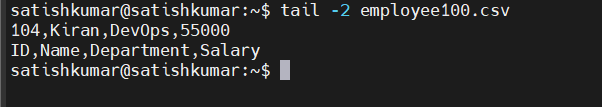 satishkumar@satishkumar:~$ tail -2 employee100.csv
104,Kiran,DevOps,55000
ID,Name,Department,Salary
satishkumar@satishkumar:~$